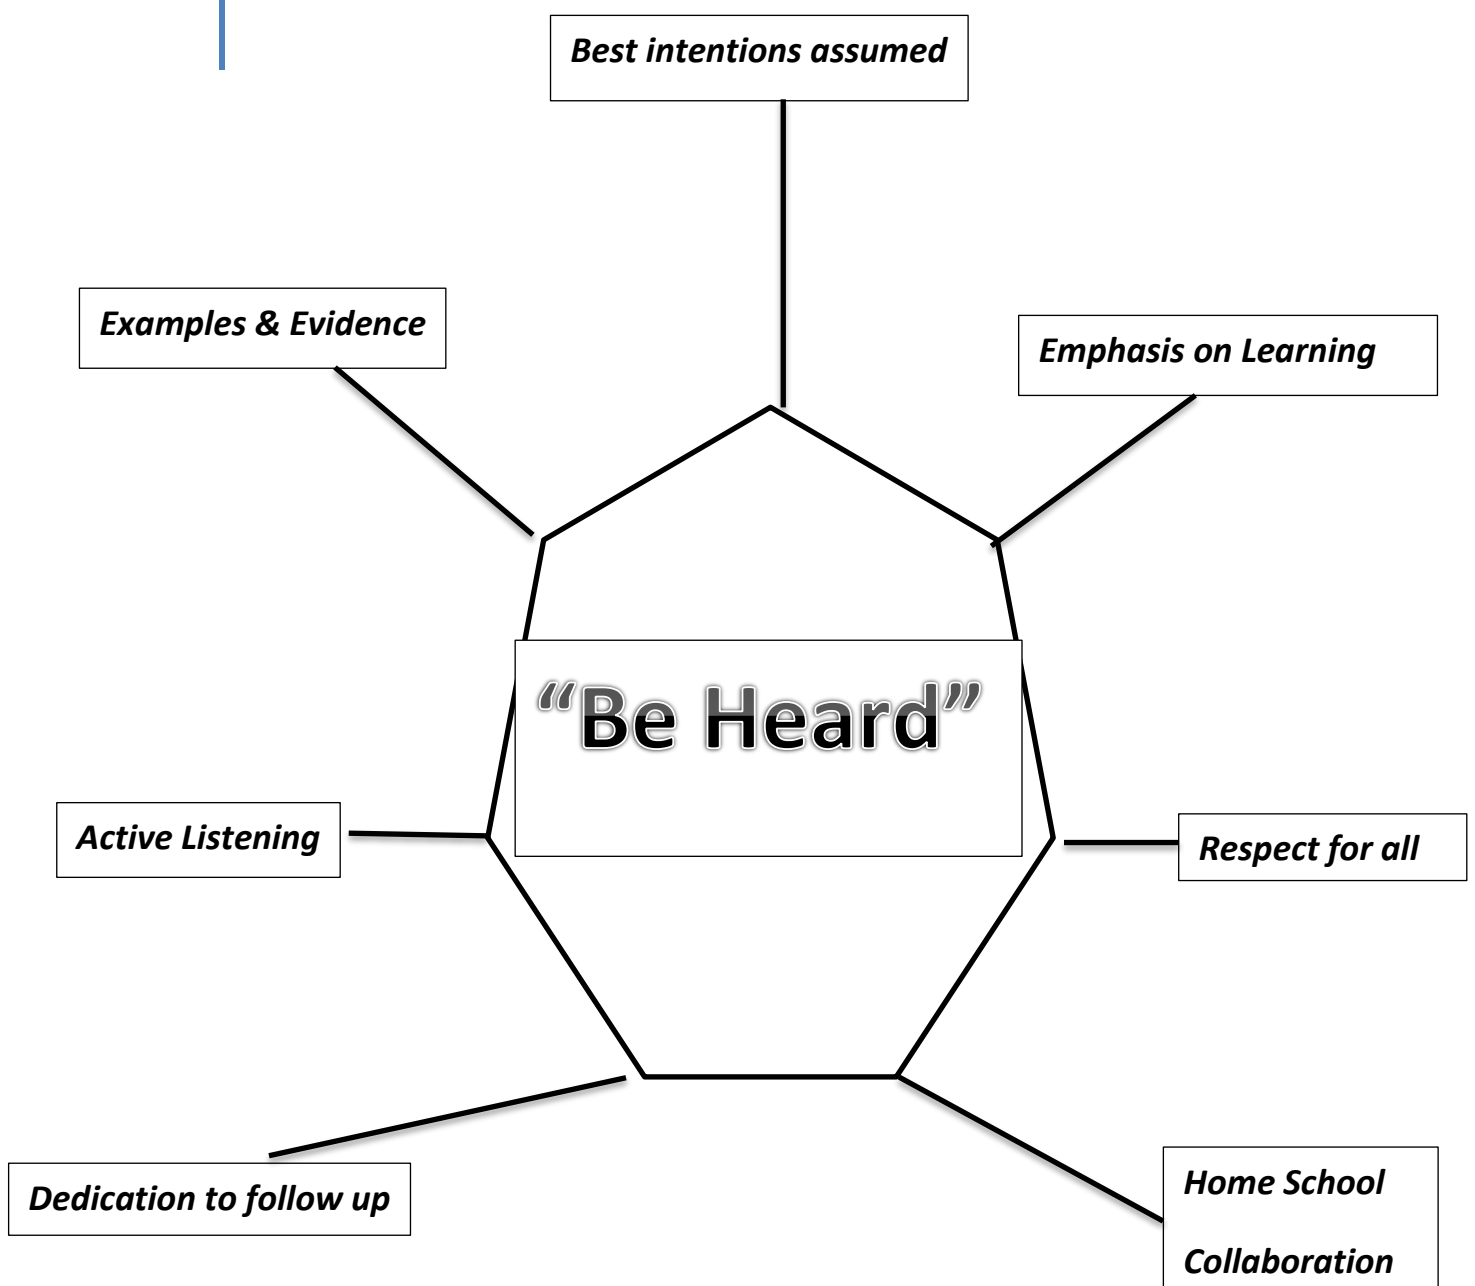 Best intentions assumed
Examples & Evidence
Emphasis on Learning
“Be Heard”
Active Listening
Respect for all
Dedication to follow up
Home School
Collaboration